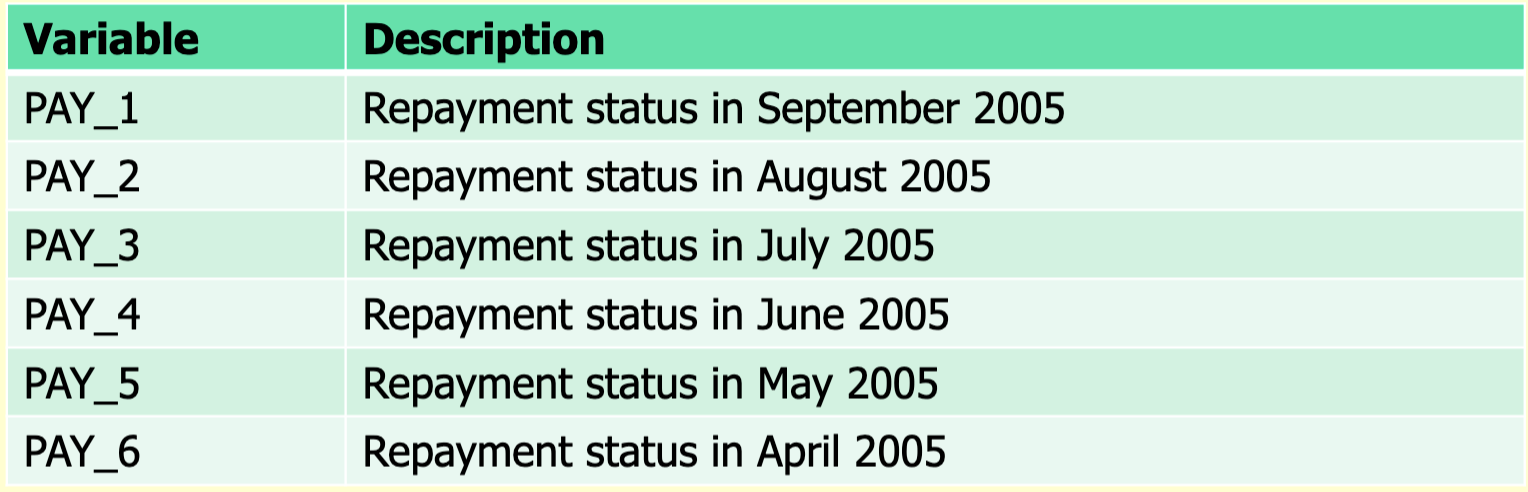 Variable Description
PAY_1 Repayment status in September 2005
PAY_2 Repayment status in August 2005
PAY_3 Repayment status in July 2005
PAY_4 Repayment status in June 2005
PAY_5 Repayment status in May 2005
PAY_6 Repayment status in April 2005